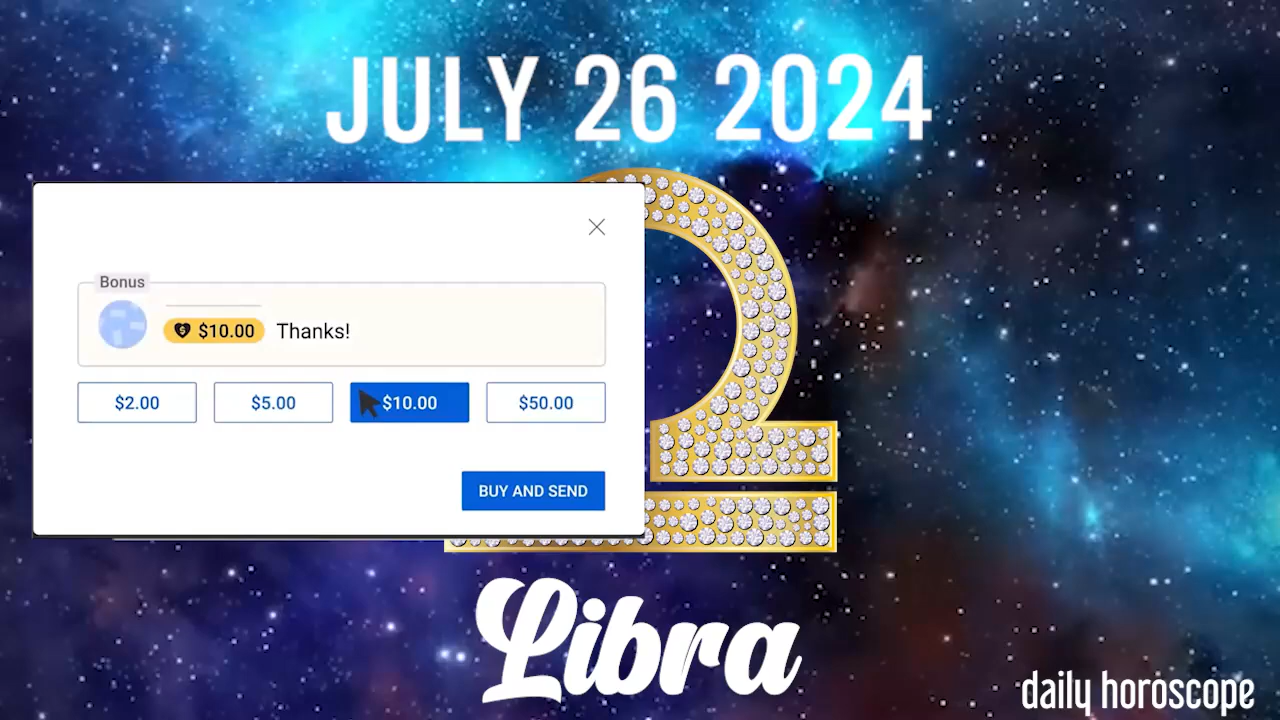 JULY 26 2024
Bonus
$10.00 Thanks!
$2.00 $5.00 $10.00 $50.00
BUY AND SEND
Libra
daily horoscope